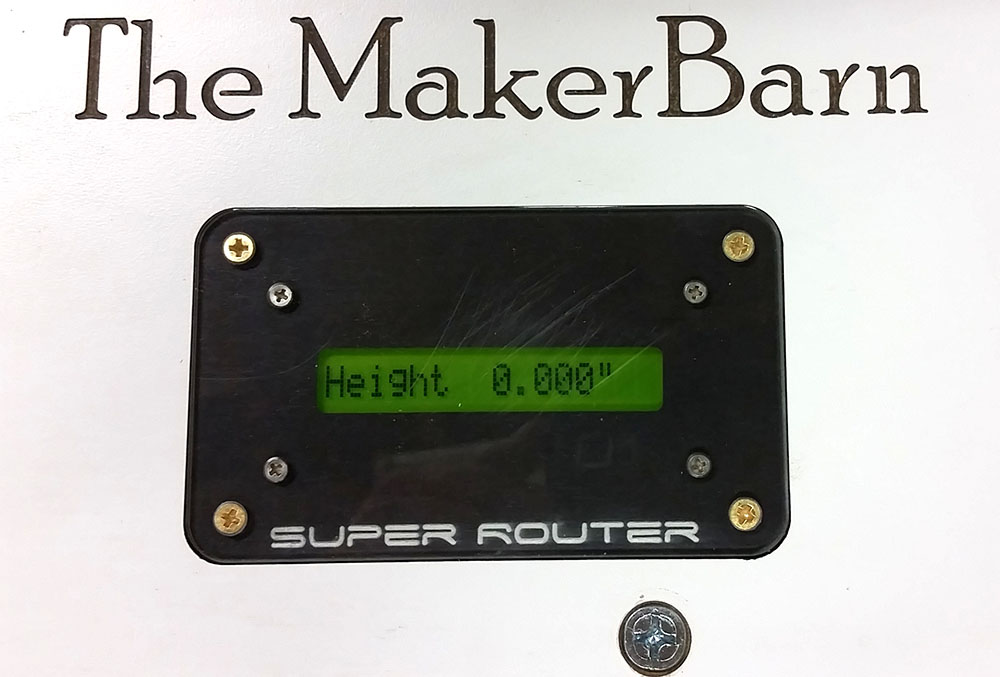 The MakerBarn
Height 0.000"
SUPER ROUTER